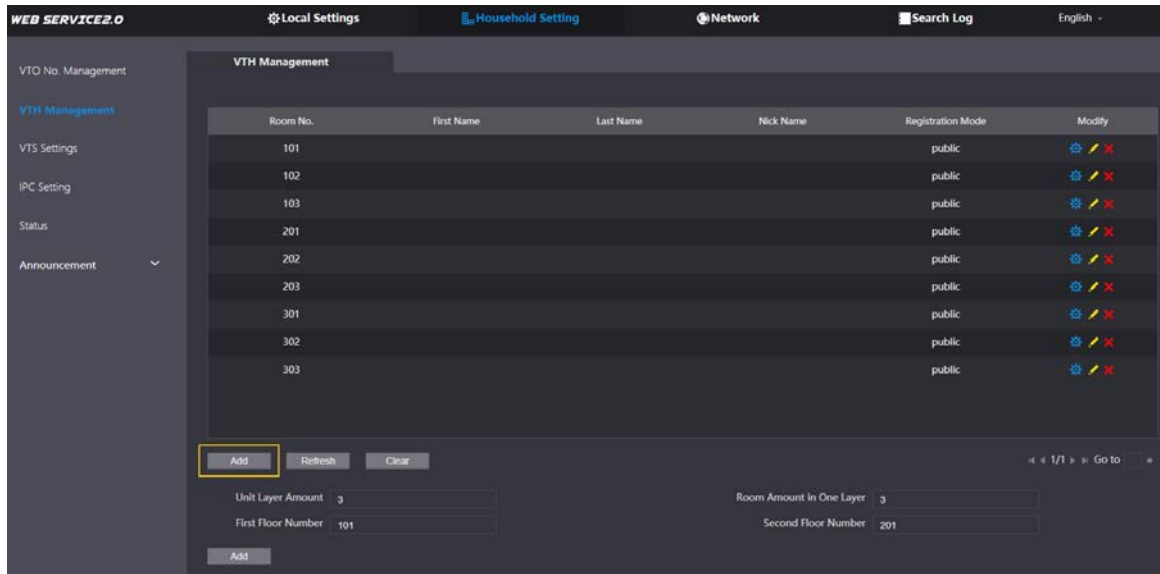 WEB SERVICE2.0 Local Settings Household Setting Network Search Log English
VTO No. Management
VTH Management
VTS Settings
IPC Setting
Status
Announcement
VTH Management
Room No. First Name Last Name Nick Name Registration Mode Modify
101 public
102 public
103 public
201 public
202 public
203 public
301 public
302 public
303 public
Add Refresh Clear 1/1 Go to
Unit Layer Amount 3 Room Amount in One Layer 3
First Floor Number 101 Second Floor Number 201
Add